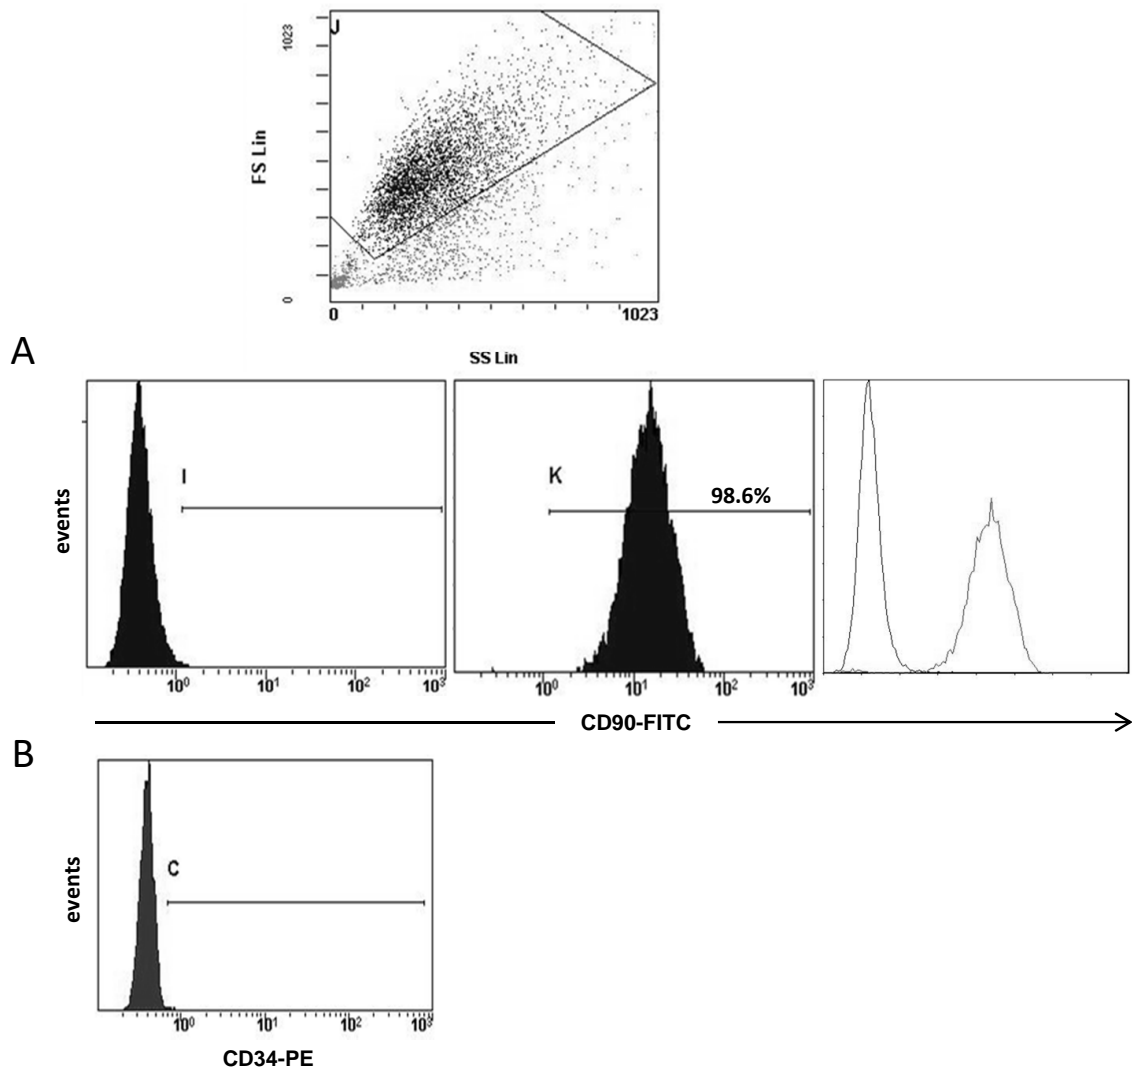 J
1023
FS Lin
0
0
1023
SS Lin
A
events
I
10⁰
10¹
10²
10³
K
98.6%
10⁰
10¹
10²
10³
CD90-FITC
B
events
C
10⁰
10¹
10²
10³
CD34-PE